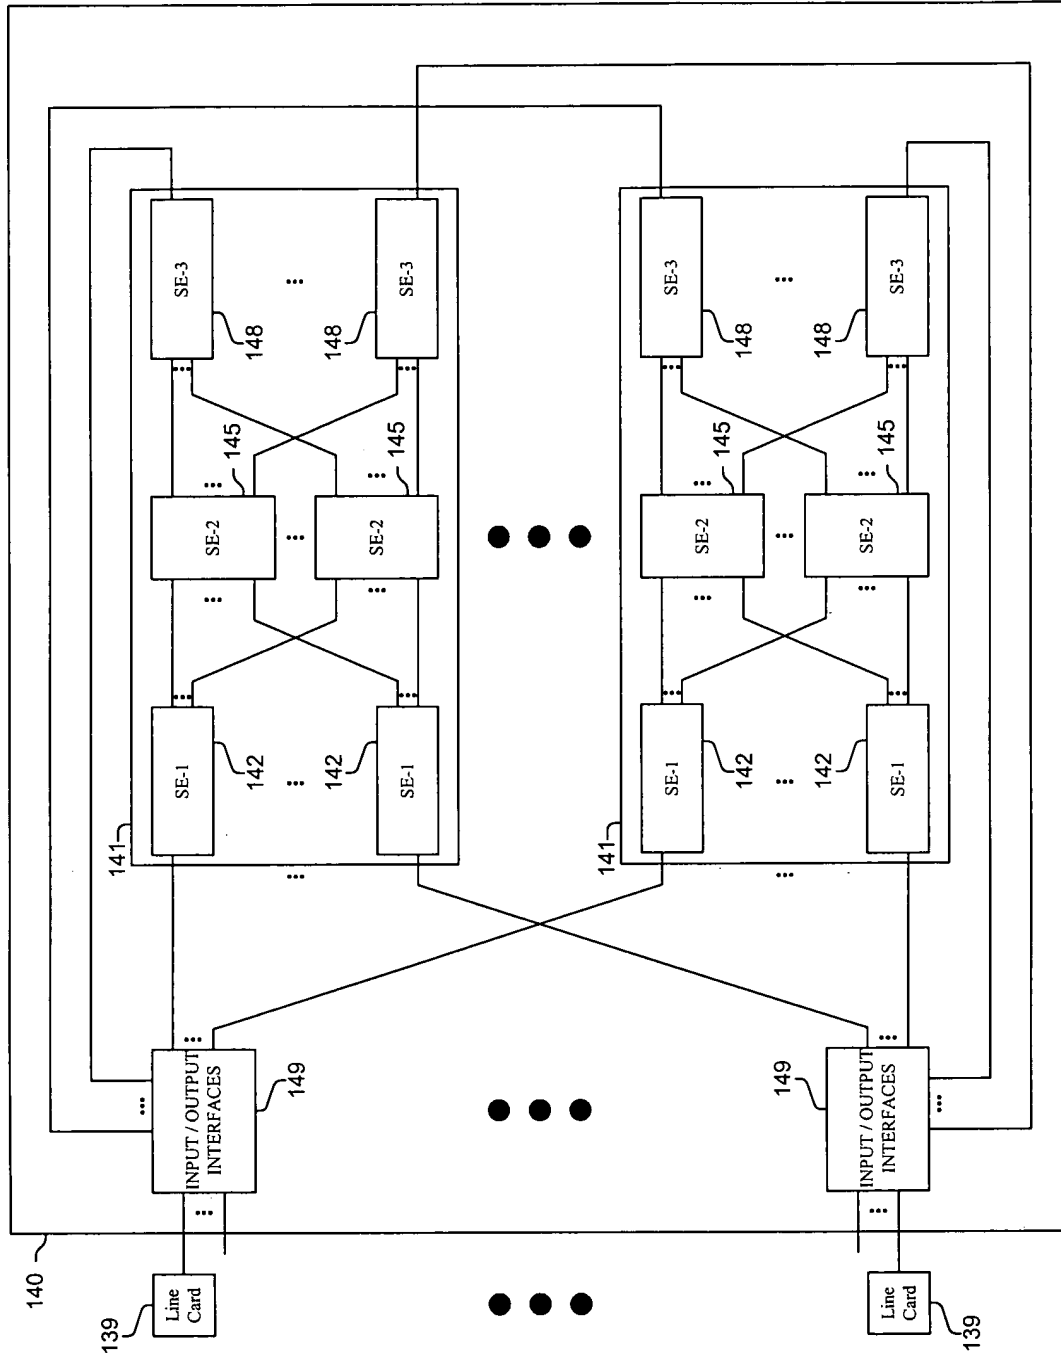 140
139
141
Line
Card
INPUT / OUTPUT
INTERFACES
SE-1
SE-2
SE-3
149
142
145
148
142
148
SE-1
SE-2
145
SE-3
141
SE-1
SE-2
SE-3
142
145
148
149
142
148
INPUT / OUTPUT
INTERFACES
SE-1
SE-2
145
SE-3
Line
Card
139